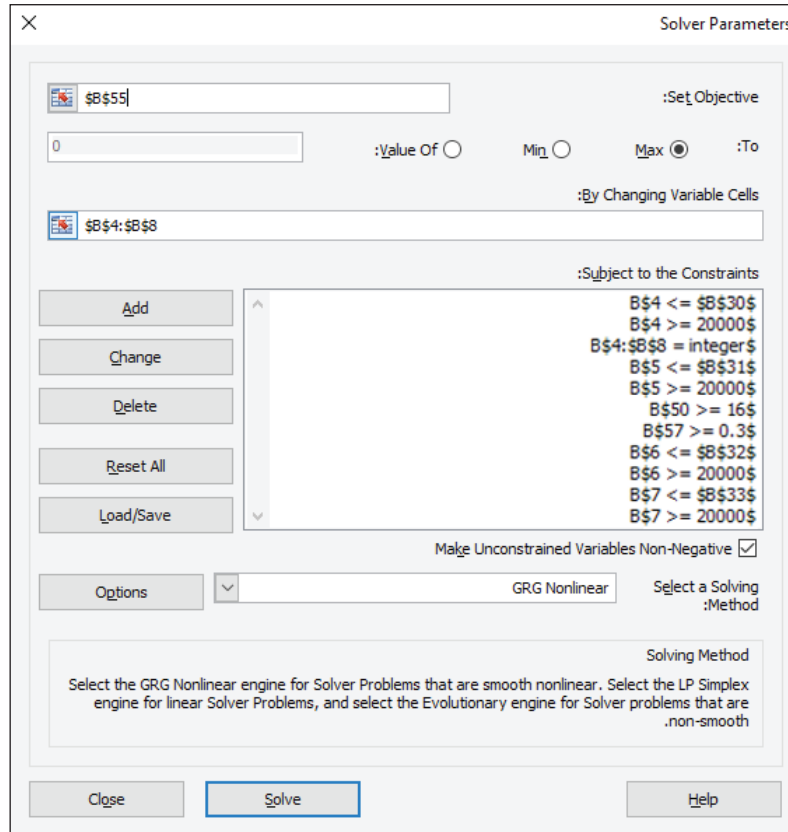 Solver Parameters
:Set Objective
$B$55
:To
Max
Min
:Value Of
0
:By Changing Variable Cells
$B$4:$B$8
:Subject to the Constraints
B$4 <= $B$30$
B$4 >= 20000$
B$4:$B$8 = integer$
B$5 <= $B$31$
B$5 >= 20000$
B$50 >= 16$
B$57 >= 0.3$
B$6 <= $B$32$
B$6 >= 20000$
B$7 <= $B$33$
B$7 >= 20000$
Add
Change
Delete
Reset All
Load/Save
Make Unconstrained Variables Non-Negative
Select a Solving
:Method
GRG Nonlinear
Options
Solving Method
Select the GRG Nonlinear engine for Solver Problems that are smooth nonlinear. Select the LP Simplex
engine for linear Solver Problems, and select the Evolutionary engine for Solver problems that are
.non-smooth
Help
Solve
Close